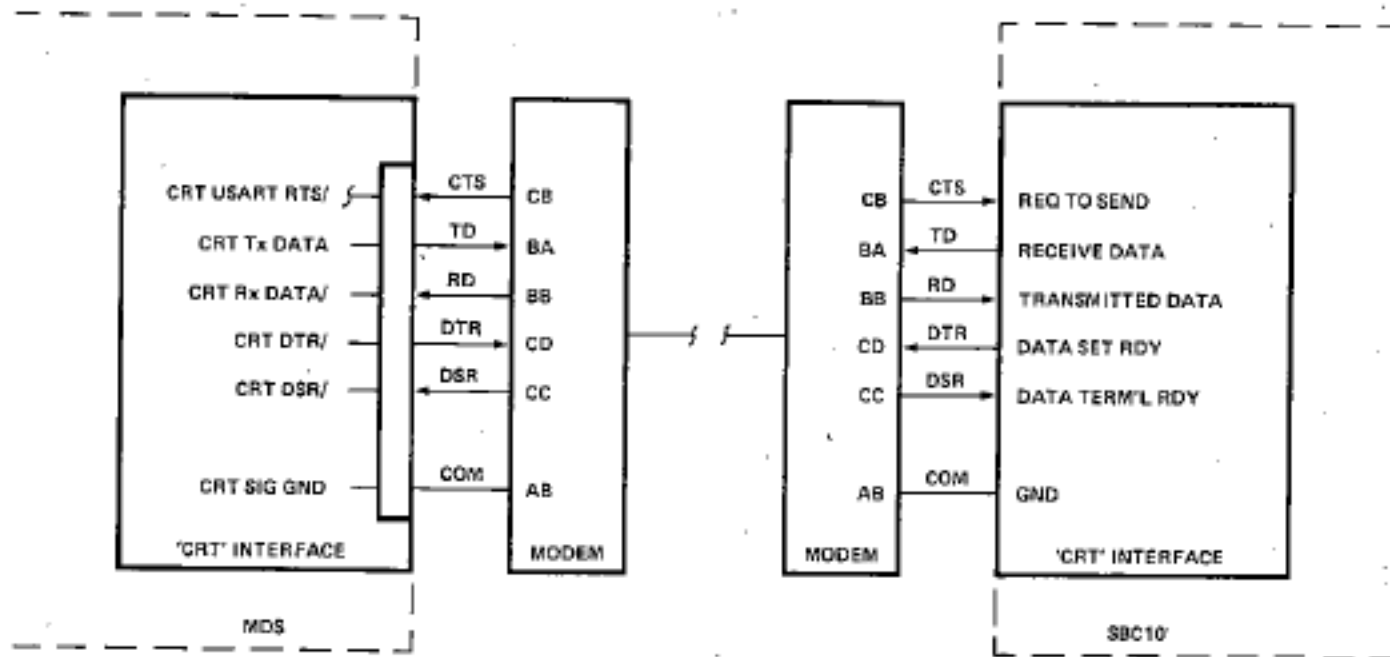 CRT USART RTS/
CRT Tx DATA
CRT Rx DATA/
CRT DTR/
CRT DSR/
CRT SIG GND
'CRT' INTERFACE
MDS
CTS
TD
RD
DTR
DSR
COM
CB
BA
BB
CD
CC
AB
MODEM
CB
BA
BB
CD
CC
AB
MODEM
CTS
TD
RD
DTR
DSR
COM
REQ TO SEND
RECEIVE DATA
TRANSMITTED DATA
DATA SET RDY
DATA TERM'L RDY
GND
'CRT' INTERFACE
SBC10